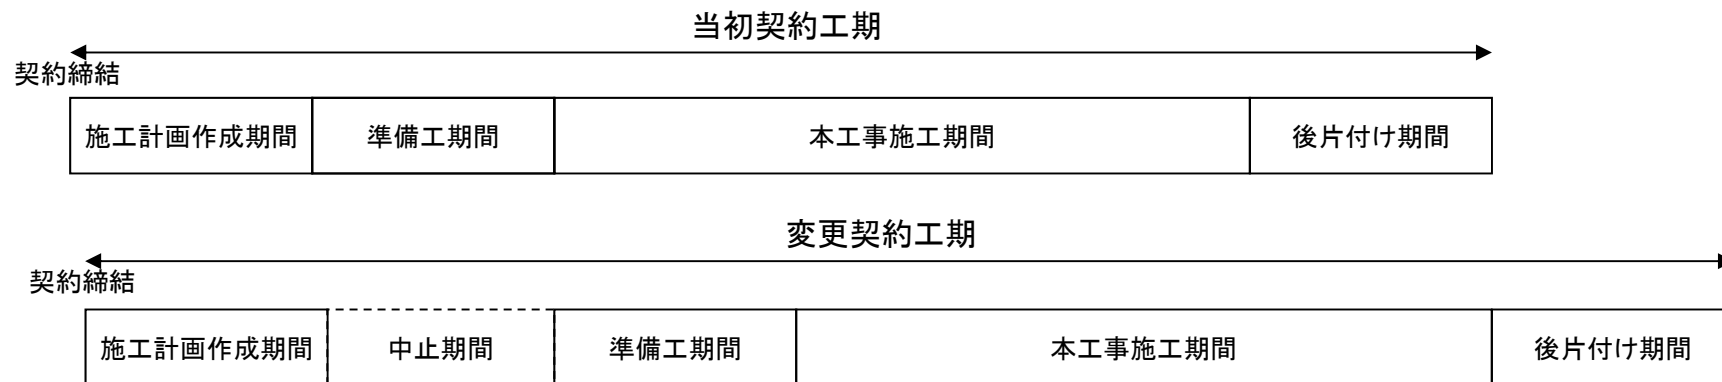 当初契約工期
契約締結
施工計画作成期間 準備工期間 本工事施工期間 後片付け期間
変更契約工期
契約締結
施工計画作成期間 中止期間 準備工期間 本工事施工期間 後片付け期間